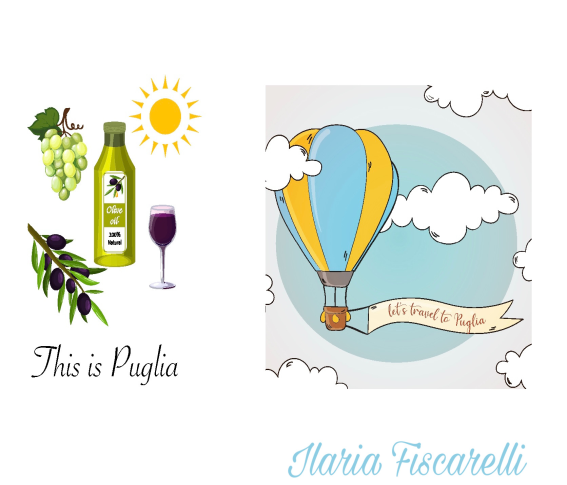 Olive
oil
100%
Natural
This is Puglia
let's travel to Puglia
Ilaria Fiscarelli